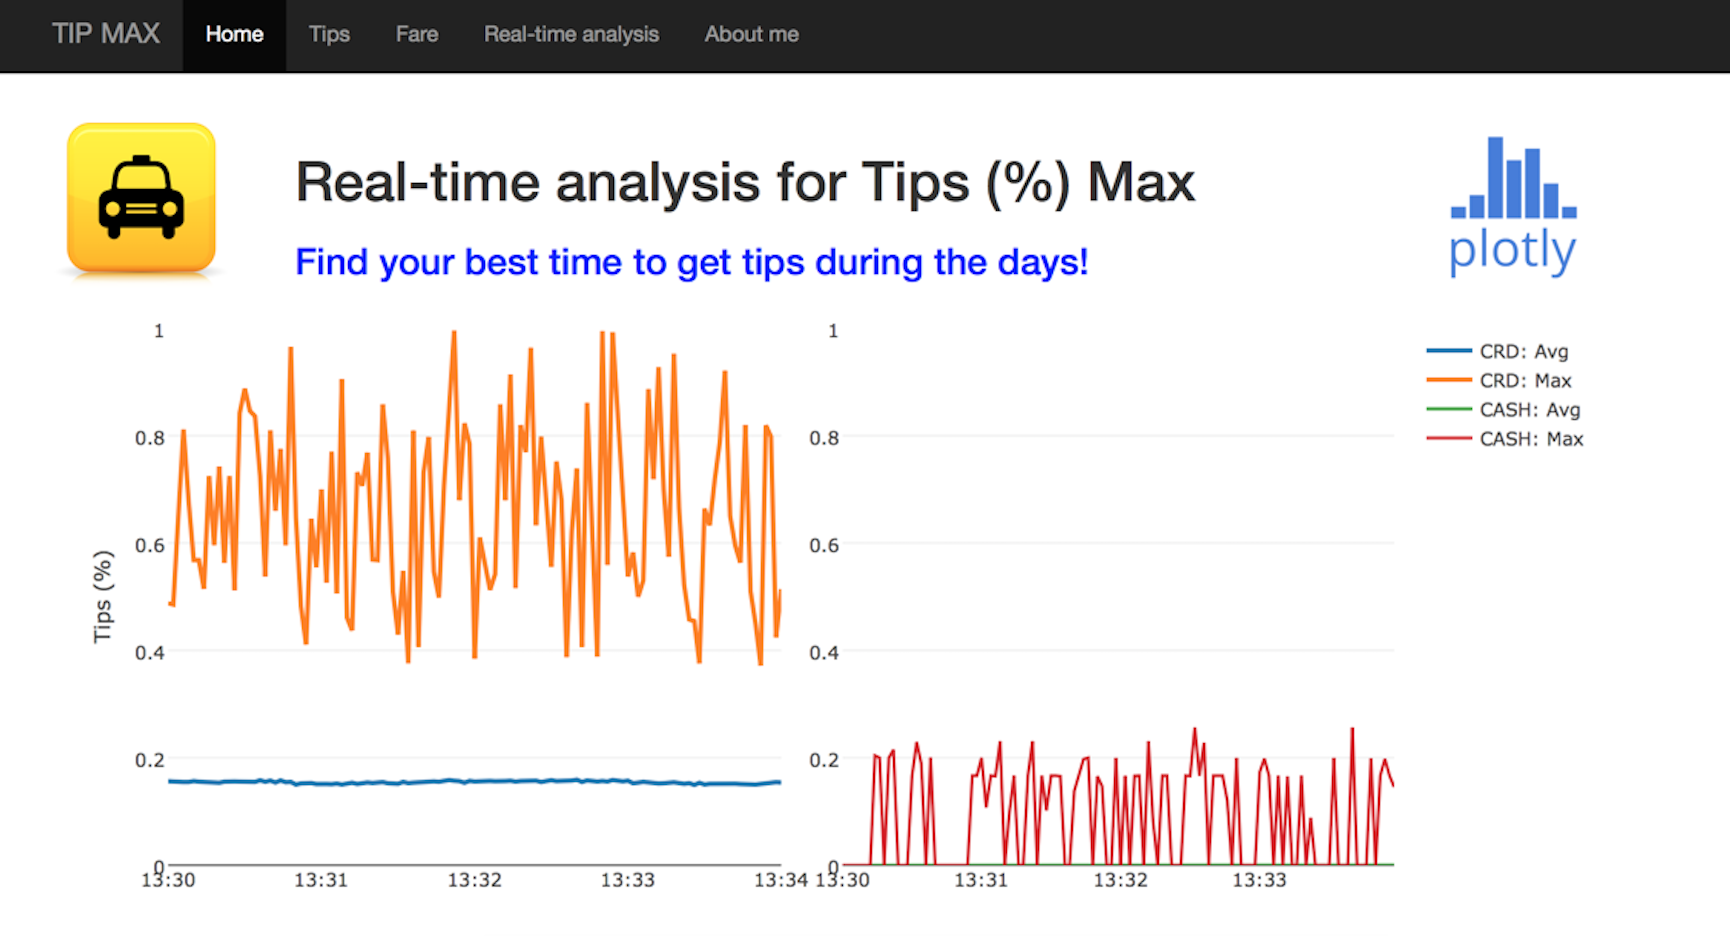 TIP MAX Home Tips Fare Real-time analysis About me
Real-time analysis for Tips (%) Max
Find your best time to get tips during the days!
plotly
Tips (%)
1
0.8
0.6
0.4
0.2
0
13:30 13:31 13:32 13:33 13:34
1
0.8
0.6
0.4
0.2
0
13:30 13:31 13:32 13:33
CRD: Avg
CRD: Max
CASH: Avg
CASH: Max